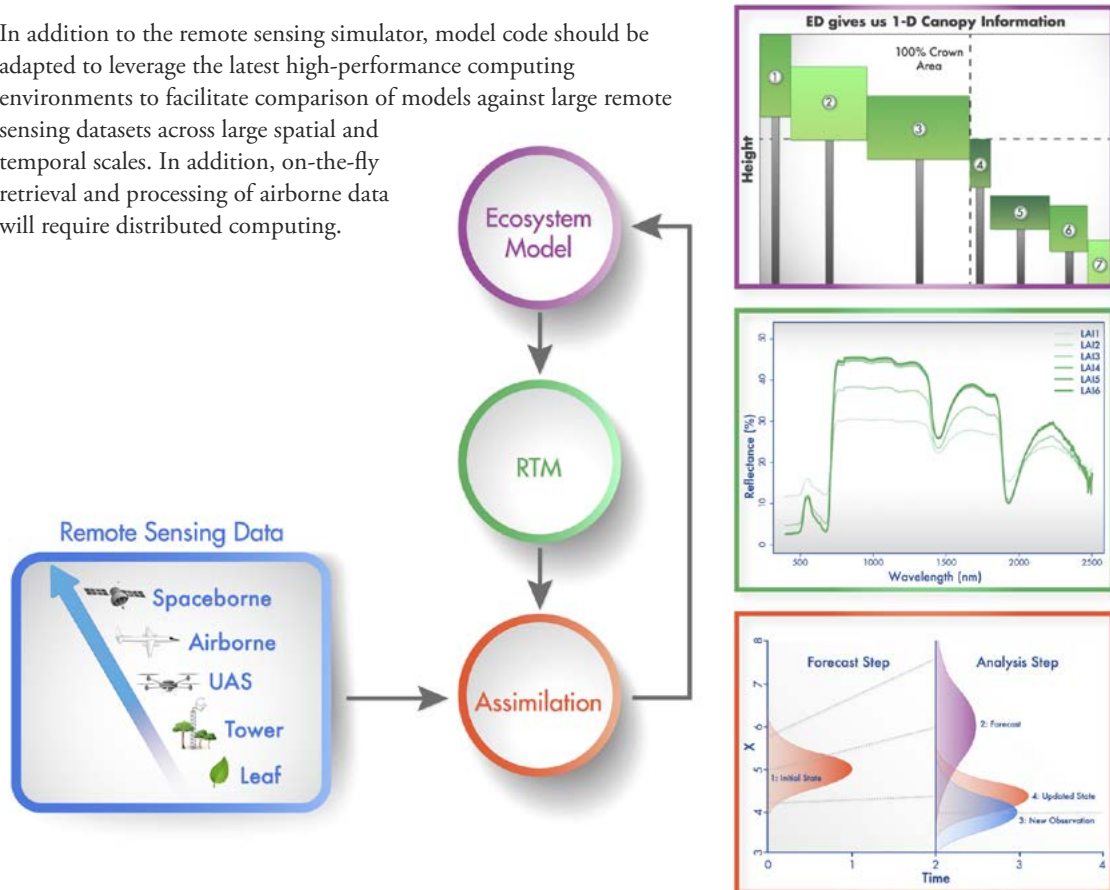 In addition to the remote sensing simulator, model code should be
adapted to leverage the latest high-performance computing
environments to facilitate comparison of models against large remote
sensing datasets across large spatial and
temporal scales. In addition, on-the-fly
retrieval and processing of airborne data
will require distributed computing.
Ecosystem
Model
RTM
Assimilation
Remote Sensing Data
Spaceborne
Airborne
UAS
Tower
Leaf
ED gives us 1-D Canopy Information
100% Crown
Area
Height
1
2
3
4
5
6
7
LAI1
LAI2
LAI3
LAI4
LAI5
LAI6
Reflectance (%)
50
40
30
20
10
0
500
1000
1500
2000
2500
Wavelength (nm)
Forecast Step
Analysis Step
X
8
7
6
5
4
3
1: Initial State
2: Forecast
4: Updated State
3: New Observation
0
1
2
3
4
Time